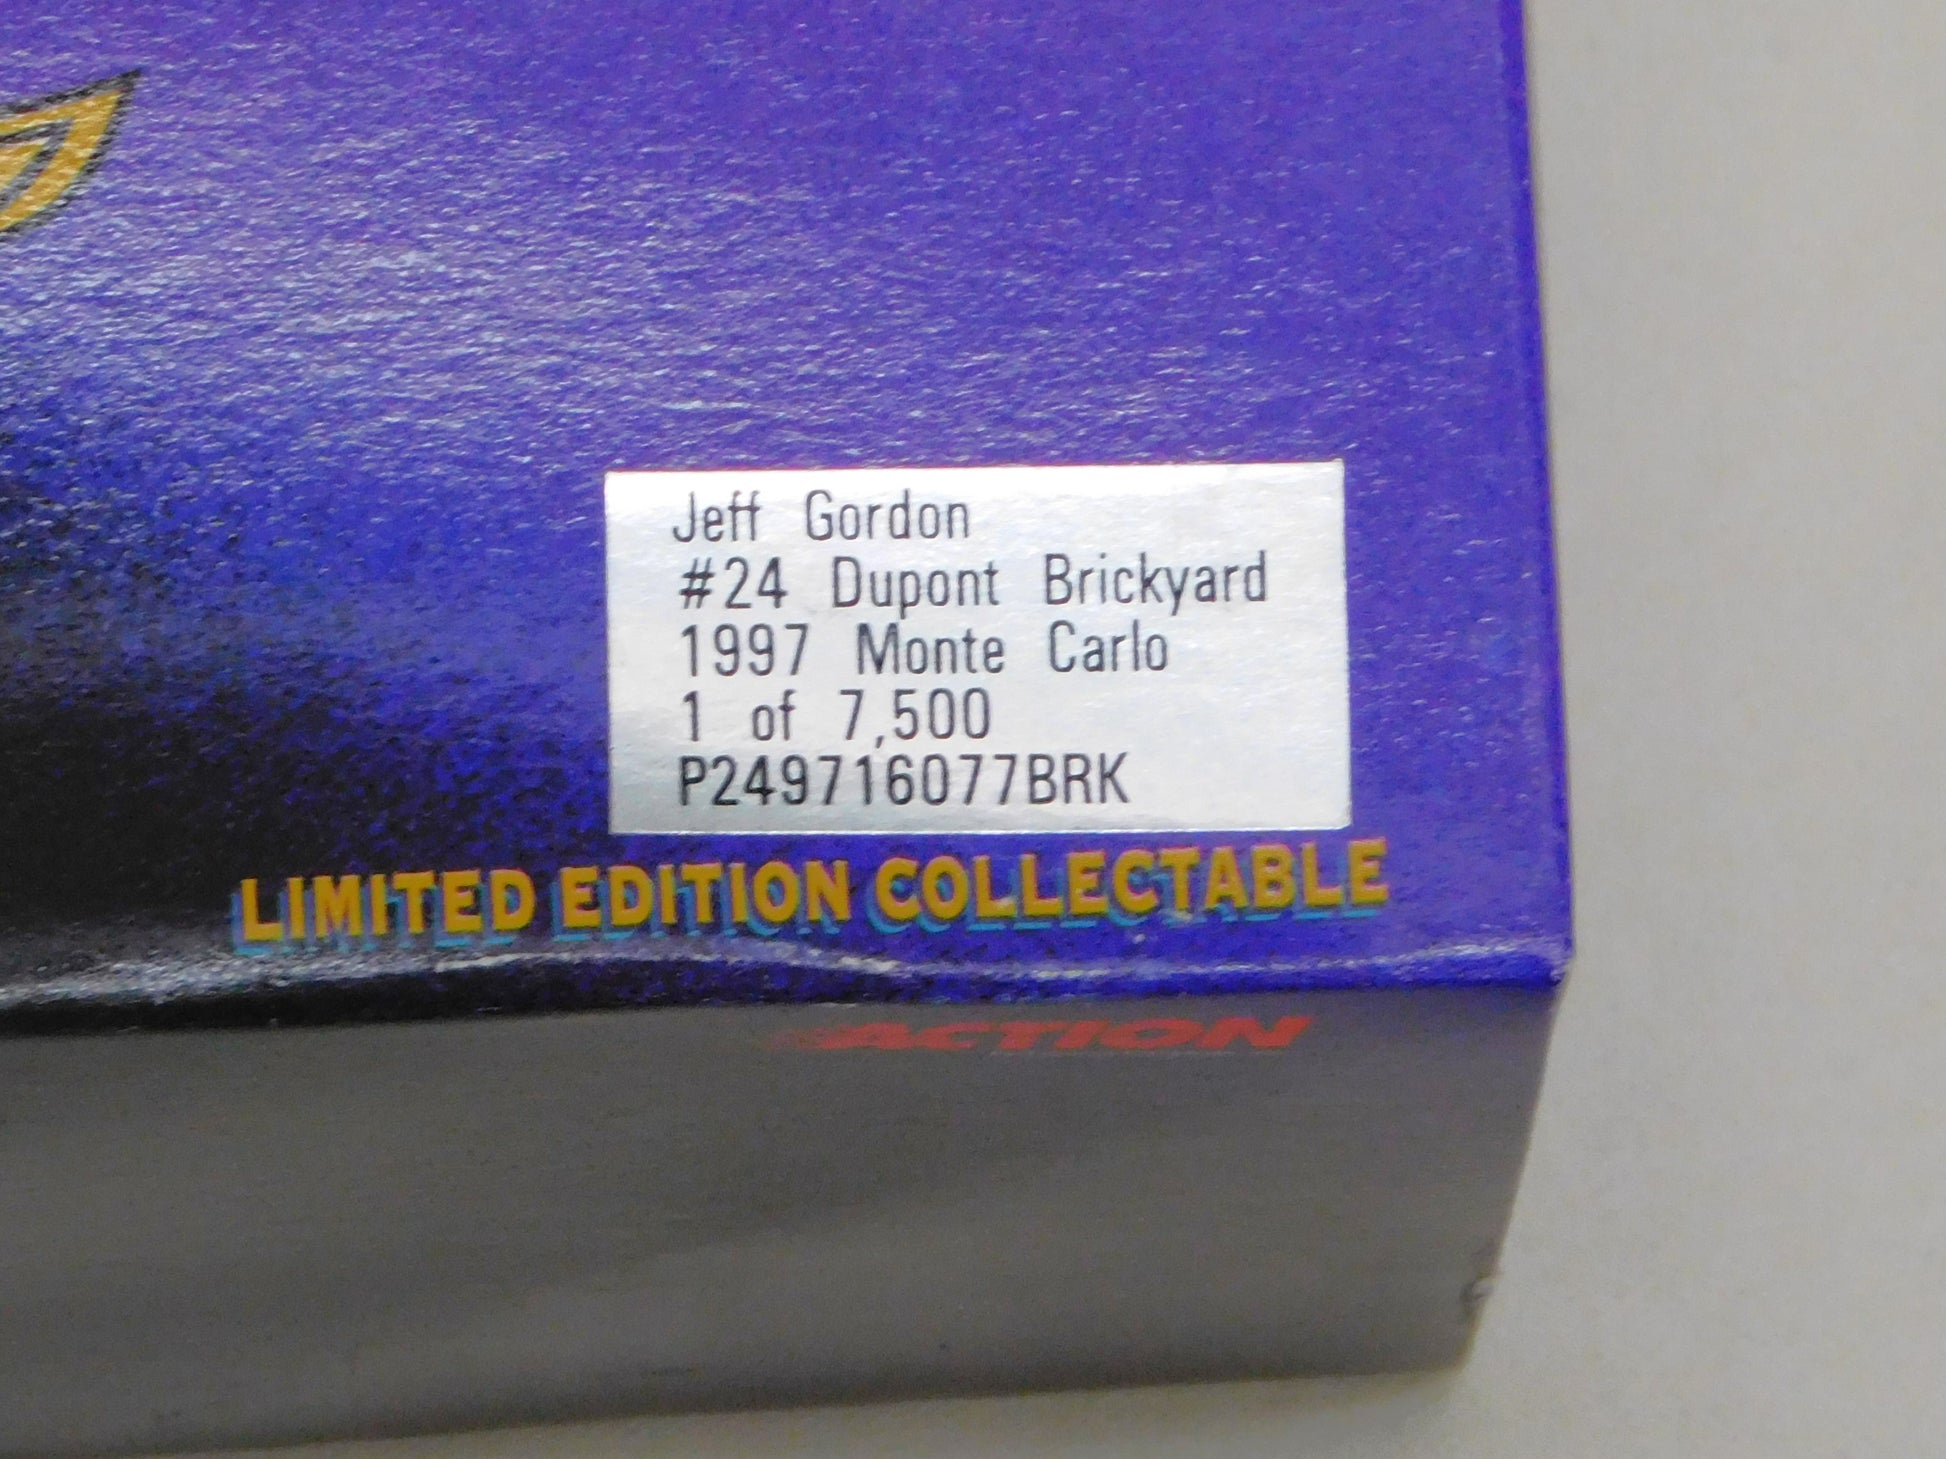 Jeff Gordon
#24 Dupont Brickyard
1997 Monte Carlo
1 of 7,500
P249716077BRK
LIMITED EDITION COLLECTABLE
ACTION